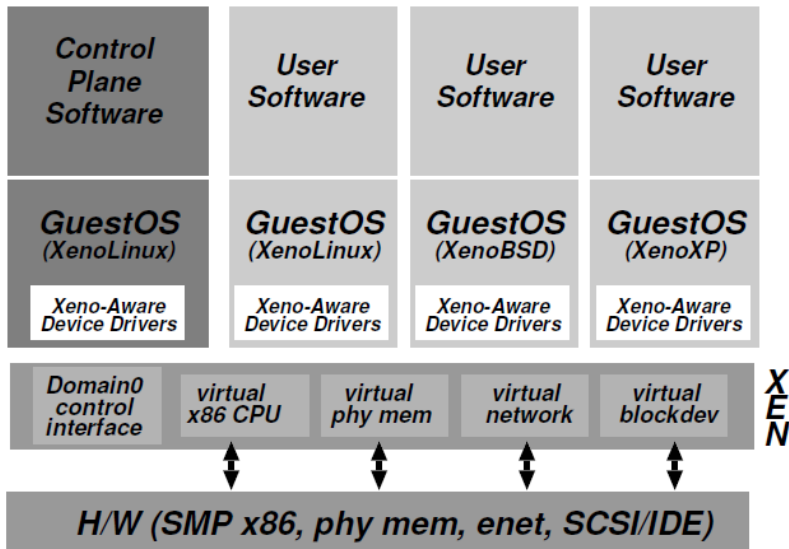 Control
Plane
Software
User
Software
User
Software
User
Software
GuestOS
(XenoLinux)
Xeno-Aware
Device Drivers
GuestOS
(XenoLinux)
Xeno-Aware
Device Drivers
GuestOS
(XenoBSD)
Xeno-Aware
Device Drivers
GuestOS
(XenoXP)
Xeno-Aware
Device Drivers
Domain0
control
interface
virtual
x86 CPU
virtual
phy mem
virtual
network
virtual
blockdev
X
E
N
H/W (SMP x86, phy mem, enet, SCSI/IDE)